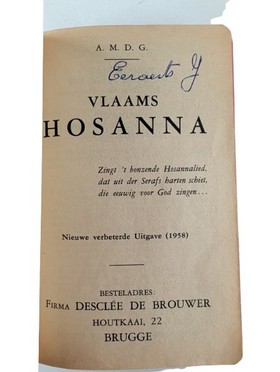 A. M. D. G.
Eeraerts J
VLAAMS
HOSANNA
Zingt 't honzende Hosannalied,
dat uit der Serafs harten schiet,
die eeuwig voor God zingen...
Nieuwe verbeterde Uitgave (1958)
BESTELADRES:
FIRMA DESCLÉE DE BROUWER
HOUTKAAI, 22
BRUGGE